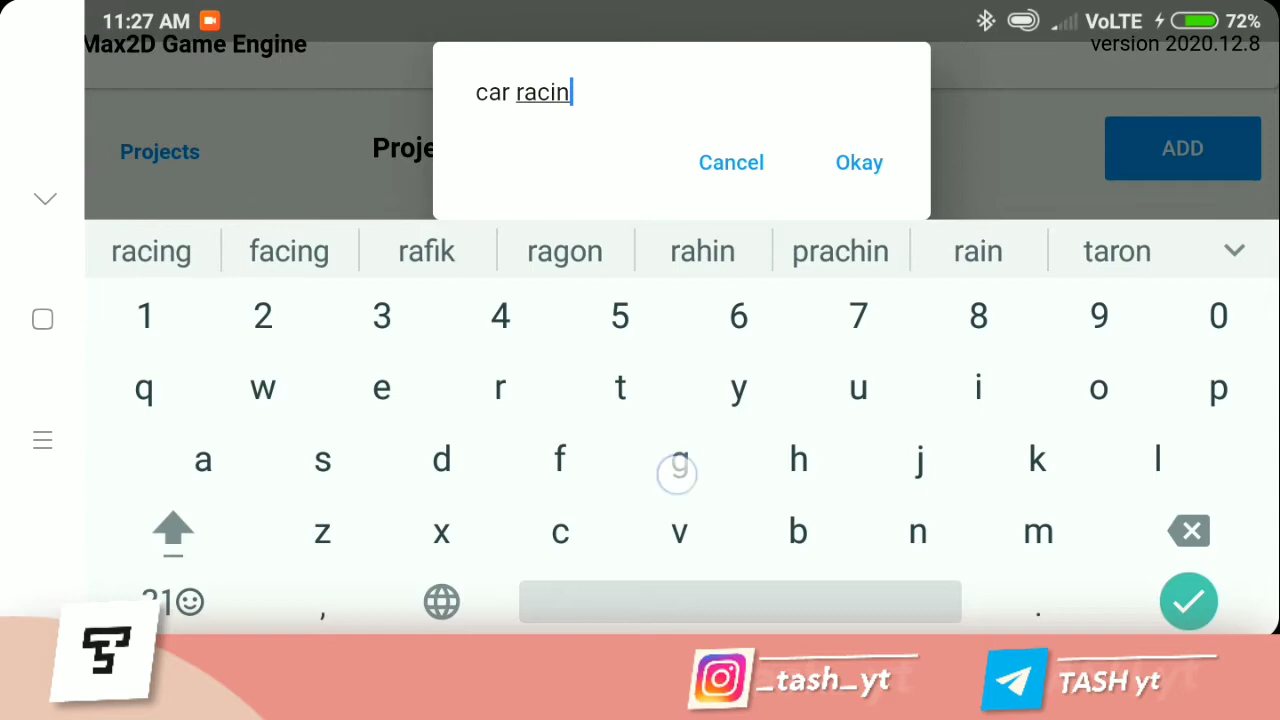 11:27 AM
VoLTE 72%
Max2D Game Engine
version 2020.12.8
car racin
Projects
Proje
ADD
Cancel Okay
racing facing rafik ragon rahin prachin rain taron
1 2 3 4 5 6 7 8 9 0
q w e r t y u i o p
a s d f g h j k l
z x c v b n m
, .
_tash_yt
TASH yt